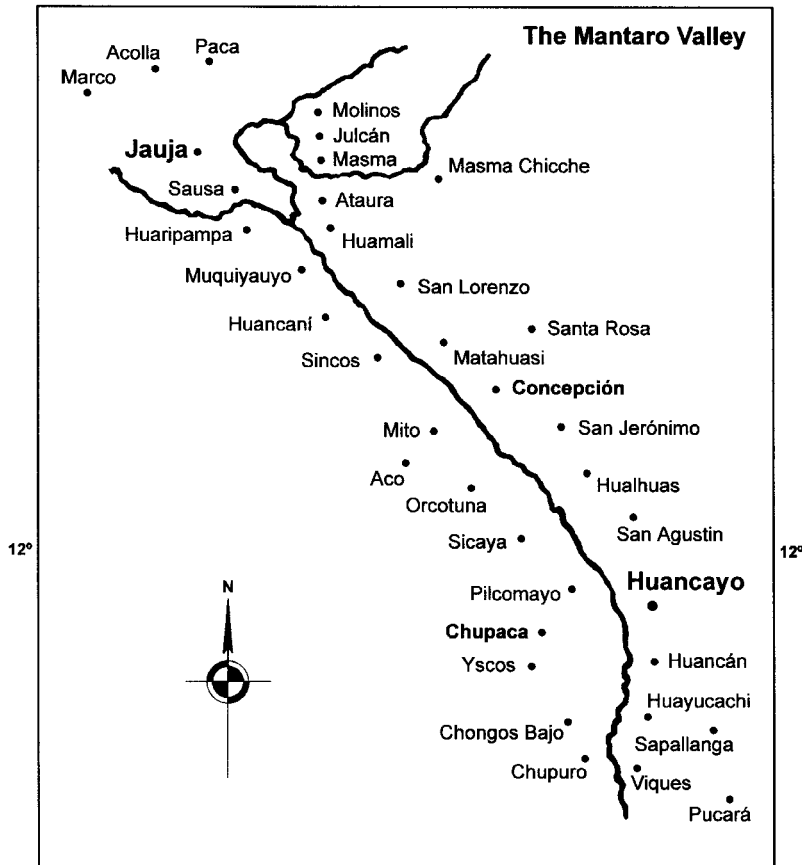 The Mantaro Valley
Paca
Acolla
Marco
Molinos
Julcán
Masma
Jauja
Masma Chicche
Sausa
Ataura
Huaripampa
Huamali
Muquiyauyo
San Lorenzo
Huancaní
Santa Rosa
Sincos
Matahuasi
Concepción
Mito
San Jerónimo
Aco
Hualhuas
Orcotuna
San Agustin
Sicaya
12º
12º
Huancayo
N
Pilcomayo
Chupaca
Yscos
Huancán
Huayucachi
Chongos Bajo
Sapallanga
Chupuro
Viques
Pucará